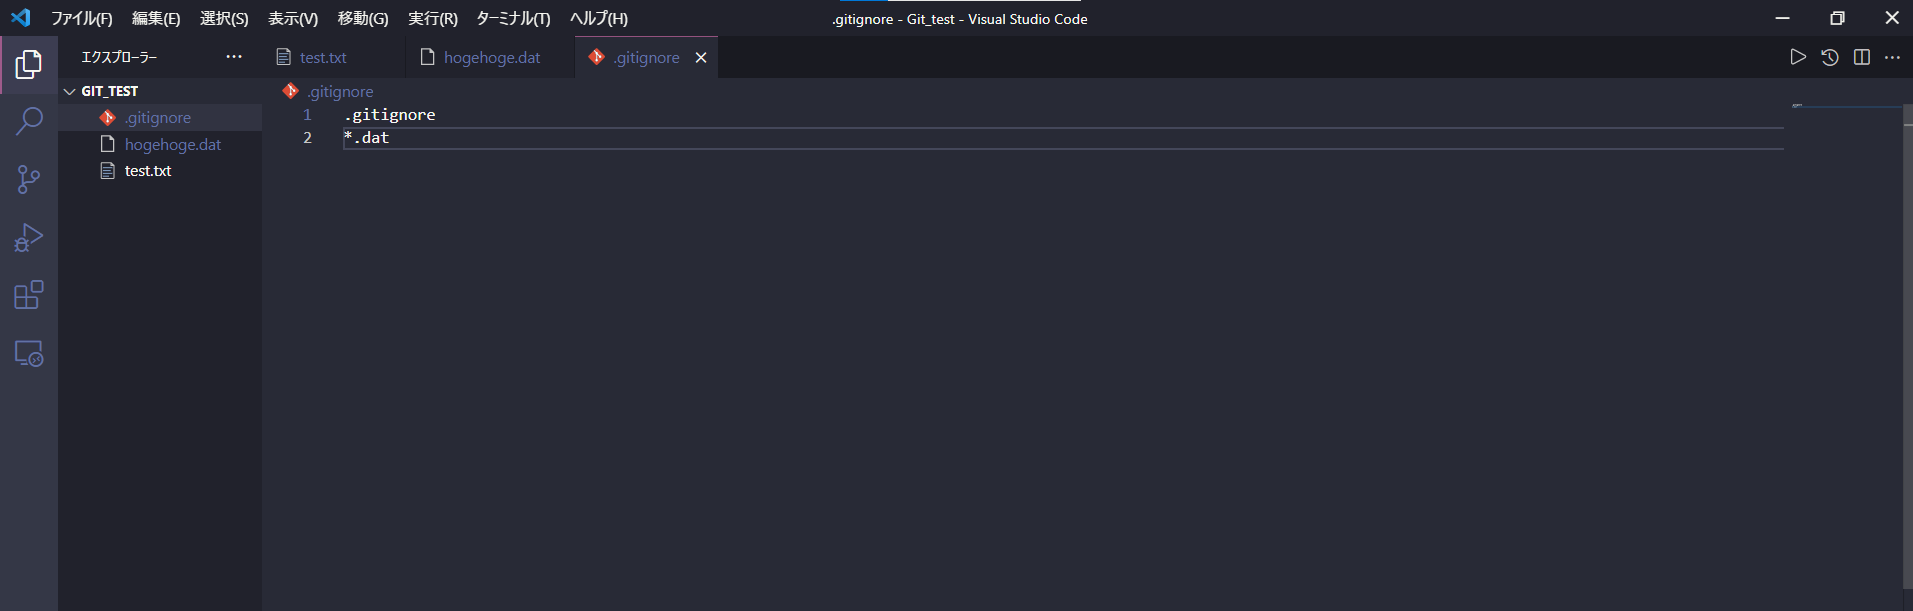 ファイル(F) 編集(E) 選択(S) 表示(V) 移動(G) 実行(R) ターミナル(T) ヘルプ(H) .gitignore - Git_test - Visual Studio Code
エクスプローラー
GIT_TEST
.gitignore
hogehoge.dat
test.txt
test.txt hogehoge.dat .gitignore
.gitignore
1 .gitignore
2 *.dat